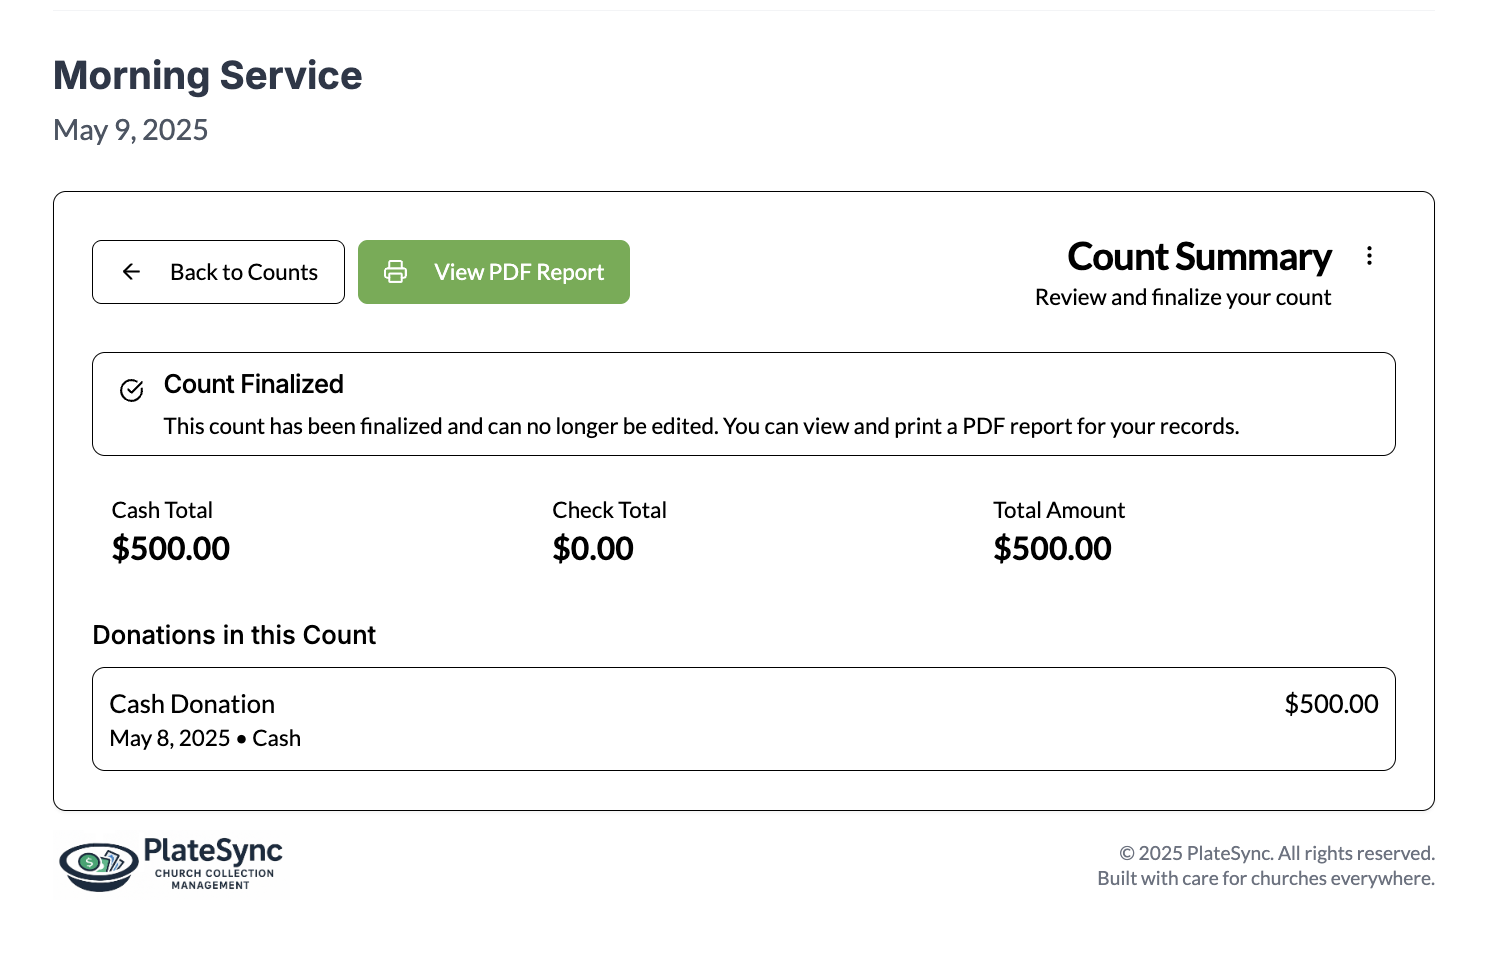 Morning Service
May 9, 2025
Back to Counts
View PDF Report
Count Summary
Review and finalize your count
Count Finalized
This count has been finalized and can no longer be edited. You can view and print a PDF report for your records.
Cash Total
Check Total
Total Amount
$500.00
$0.00
$500.00
Donations in this Count
Cash Donation
$500.00
May 8, 2025 • Cash
$
PlateSync
CHURCH COLLECTION
MANAGEMENT
© 2025 PlateSync. All rights reserved.
Built with care for churches everywhere.